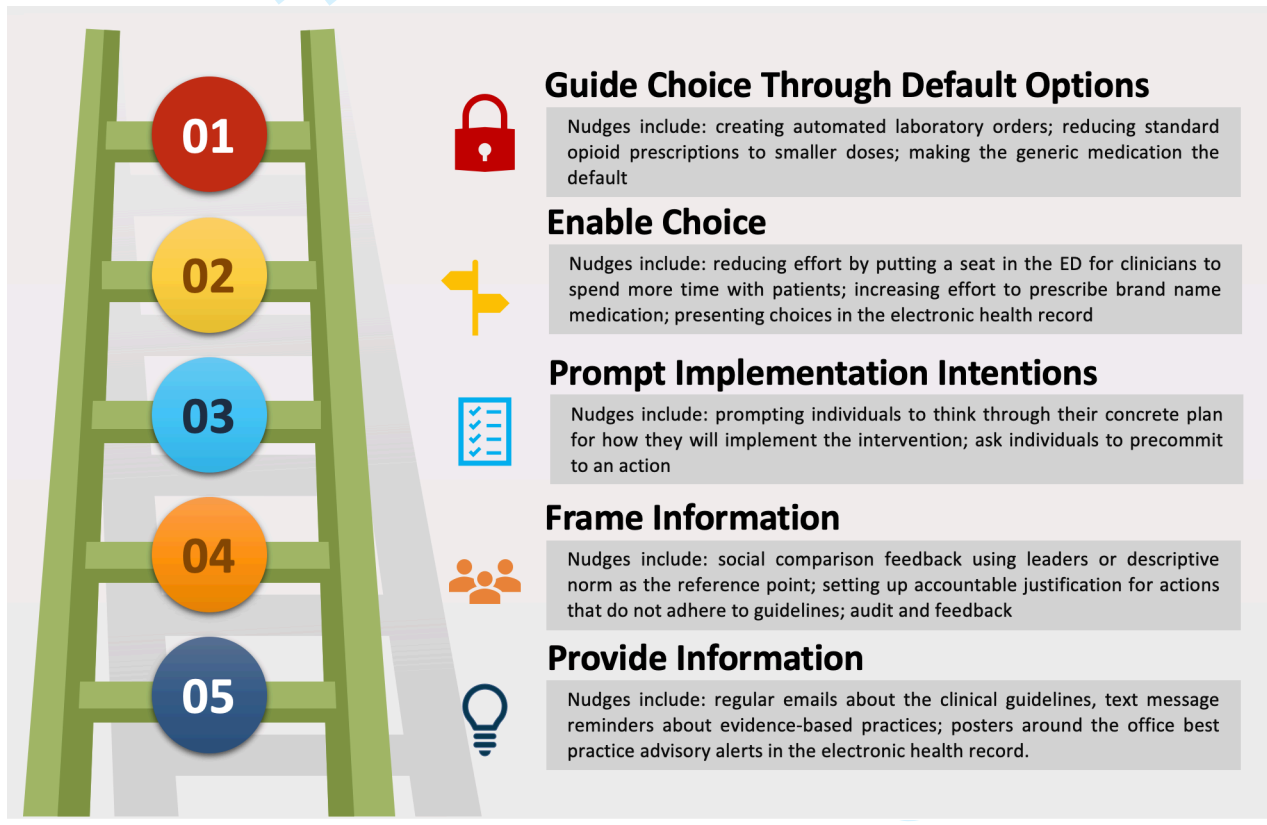 01
Guide Choice Through Default Options
Nudges include: creating automated laboratory orders; reducing standard
opioid prescriptions to smaller doses; making the generic medication the
default
02
Enable Choice
Nudges include: reducing effort by putting a seat in the ED for clinicians to
spend more time with patients; increasing effort to prescribe brand name
medication; presenting choices in the electronic health record
03
Prompt Implementation Intentions
Nudges include: prompting individuals to think through their concrete plan
for how they will implement the intervention; ask individuals to precommit
to an action
04
Frame Information
Nudges include: social comparison feedback using leaders or descriptive
norm as the reference point; setting up accountable justification for actions
that do not adhere to guidelines; audit and feedback
05
Provide Information
Nudges include: regular emails about the clinical guidelines, text message
reminders about evidence-based practices; posters around the office best
practice advisory alerts in the electronic health record.